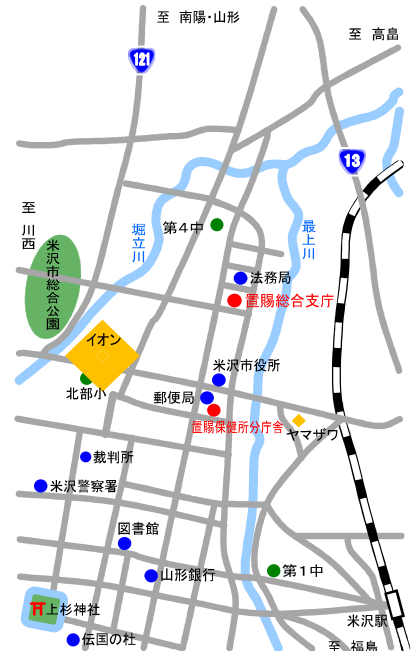 至 南陽・山形
至 高畠
121
13
至 川西
米沢市総合公園
堀立川
第4中
最上川
法務局
置賜総合支庁
イオン
米沢市役所
北部小
郵便局
置賜保健所分庁舎
ヤマザワ
裁判所
米沢警察署
図書館
山形銀行
第1中
上杉神社
米沢駅
伝国の杜
至 福島